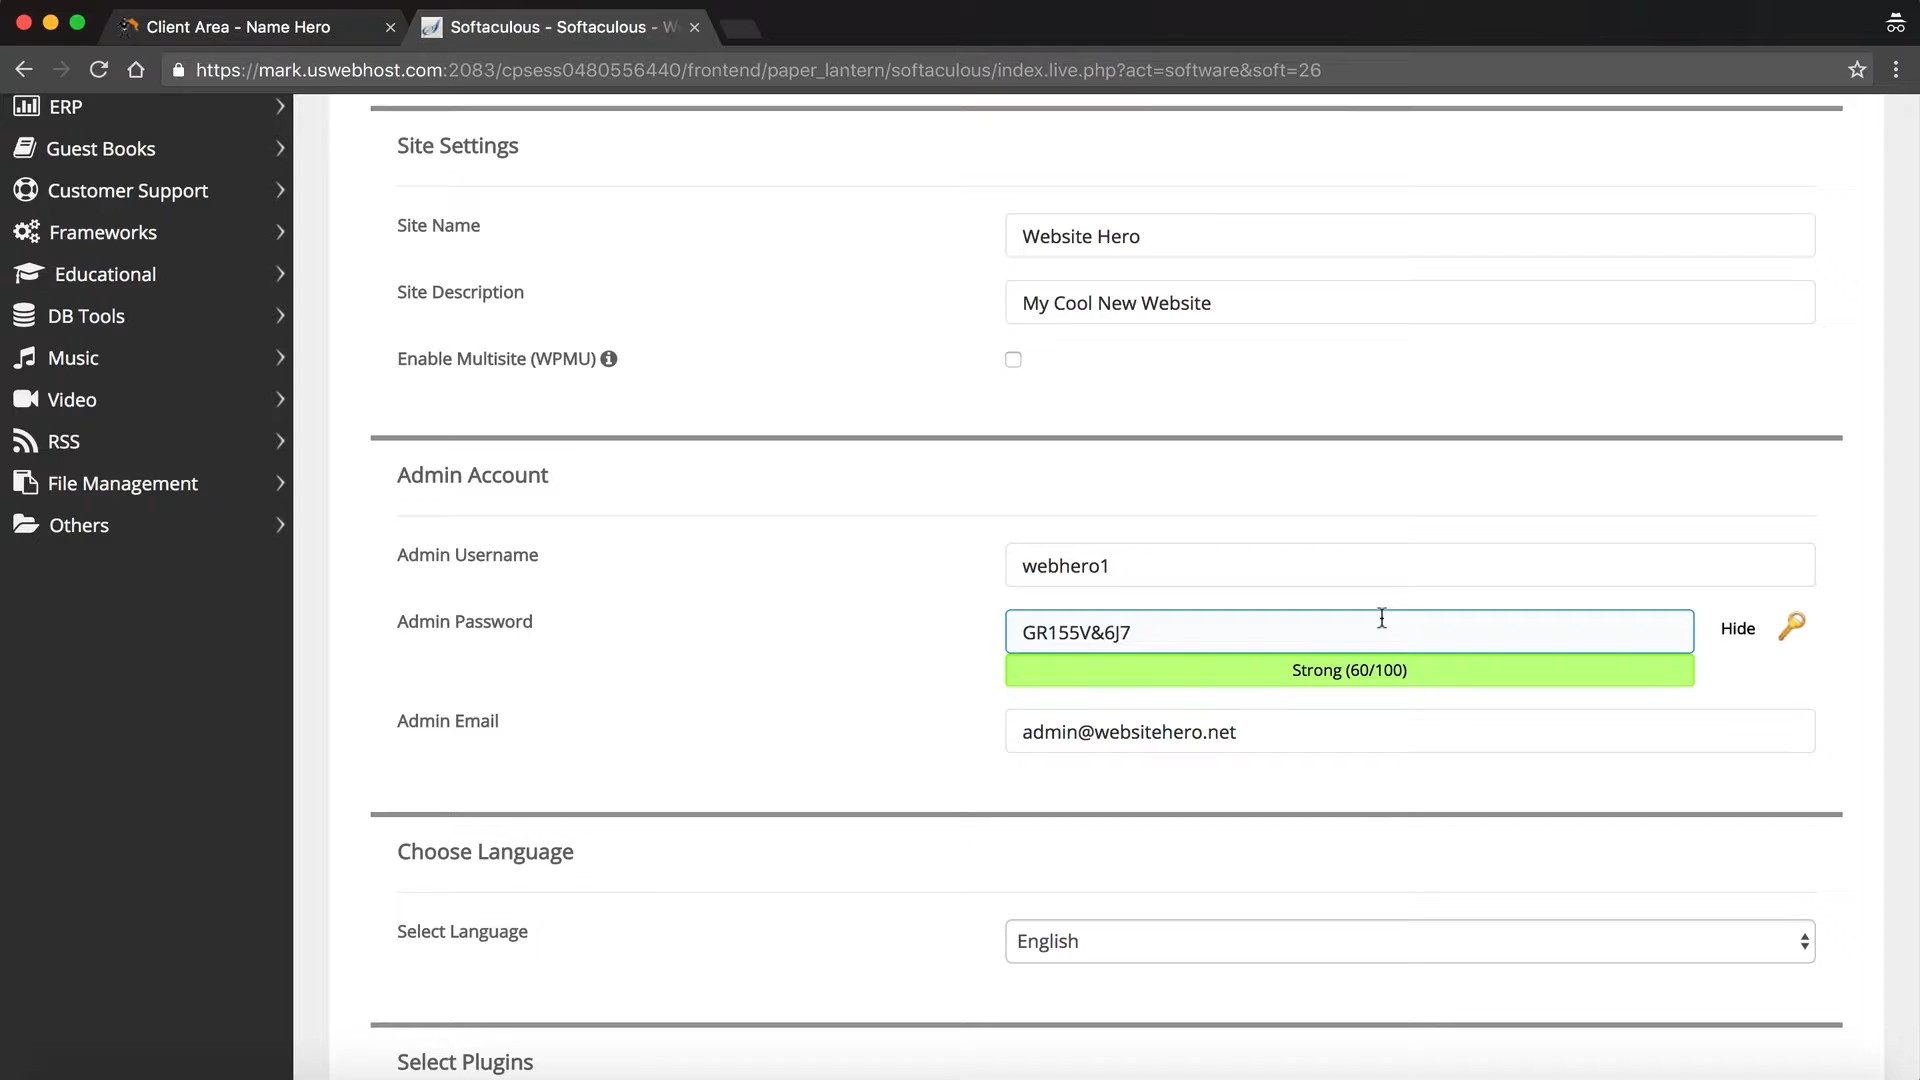 Client Area - Name Hero
Softaculous - Softaculous - W
https://mark.uswebhost.com:2083/cpsess0480556440/frontend/paper_lantern/softaculous/index.live.php?act=software&soft=26
ERP
Guest Books
Customer Support
Frameworks
Educational
DB Tools
Music
Video
RSS
File Management
Others
Site Settings
Site Name
Website Hero
Site Description
My Cool New Website
Enable Multisite (WPMU)
Admin Account
Admin Username
webhero1
Admin Password
GR155V&6J7
Hide
Strong (60/100)
Admin Email
admin@websitehero.net
Choose Language
Select Language
English
Select Plugins